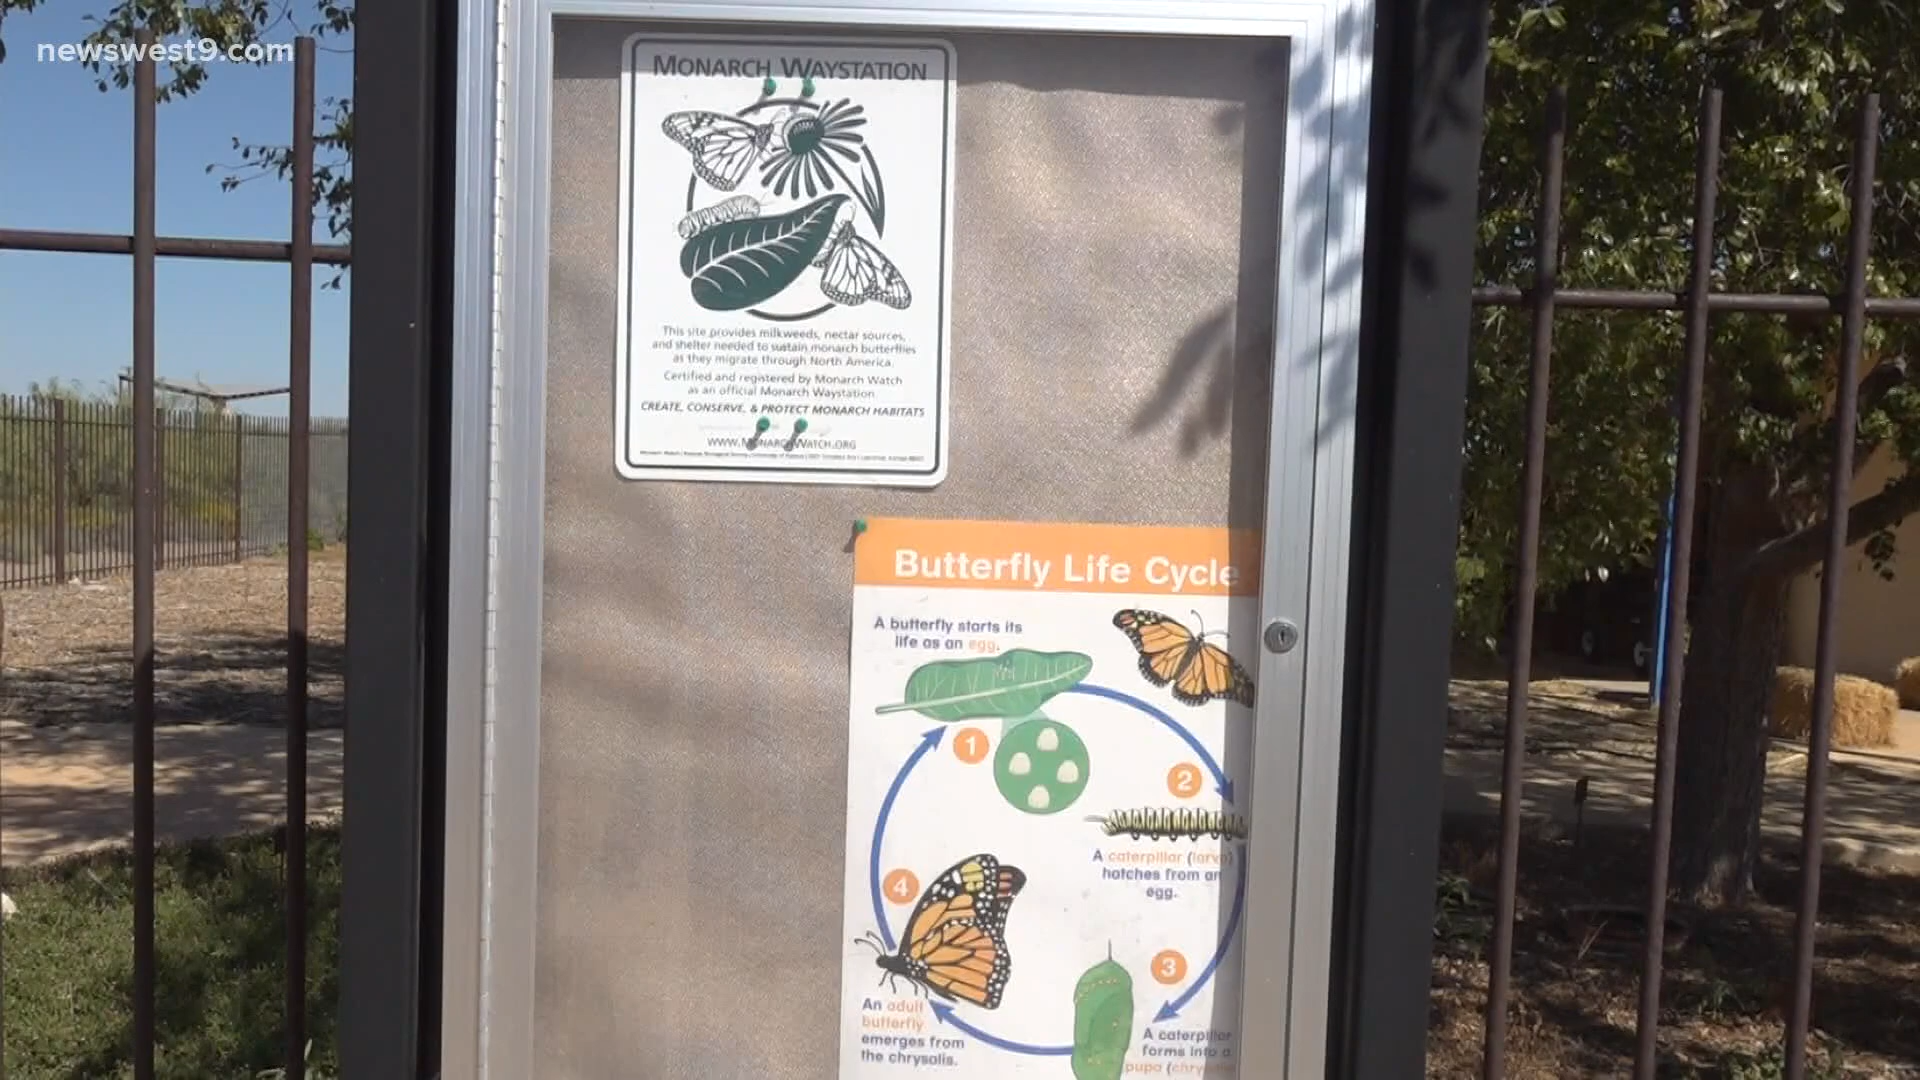 newswest9.com
MONARCH WAYSTATION
This site provides milkweeds, nectar sources,
and shelter needed to sustain monarch butterflies
as they migrate through North America.
Certified and registered by Monarch Watch
as an official Monarch Waystation.
CREATE, CONSERVE, & PROTECT MONARCH HABITATS
WWW.MONARCHWATCH.ORG
Butterfly Life Cycle
A butterfly starts its
life as an egg.
1
2
A caterpillar (larva)
hatches from an
egg.
3
A caterpillar
forms into a
pupa
4
An adult
butterfly
emerges from
the chrysalis.